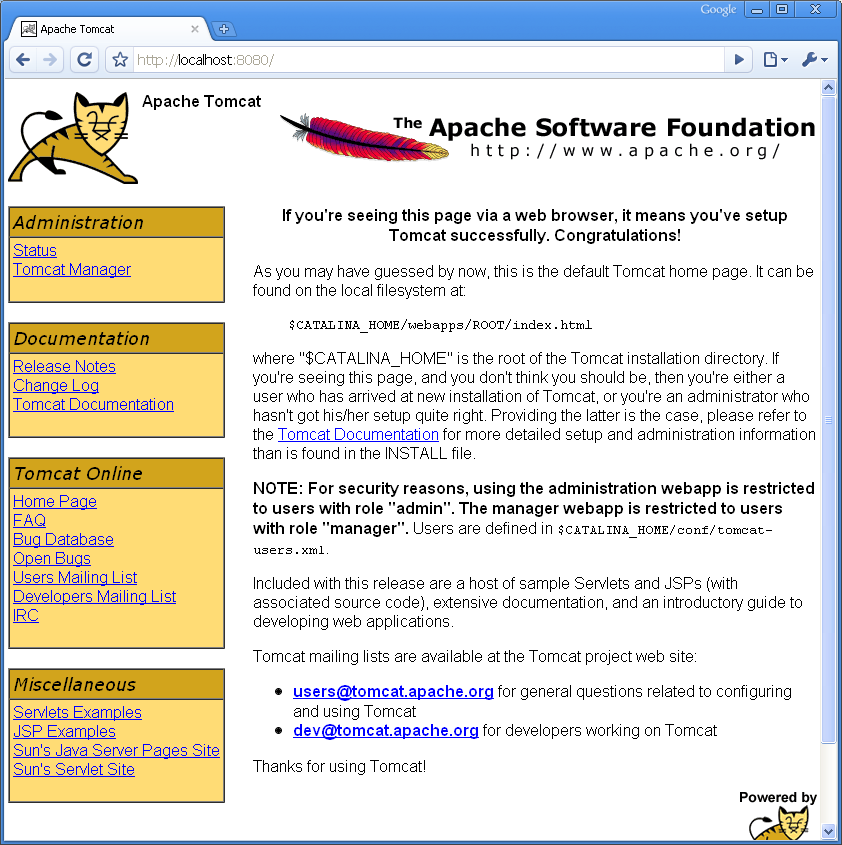 Google
Apache Tomcat
http://localhost:8080/
Apache Tomcat
The Apache Software Foundation
http://www.apache.org/
Administration
Status
Tomcat Manager
Documentation
Release Notes
Change Log
Tomcat Documentation
Tomcat Online
Home Page
FAQ
Bug Database
Open Bugs
Users Mailing List
Developers Mailing List
IRC
Miscellaneous
Servlets Examples
JSP Examples
Sun's Java Server Pages Site
Sun's Servlet Site
If you're seeing this page via a web browser, it means you've setup
Tomcat successfully. Congratulations!
As you may have guessed by now, this is the default Tomcat home page. It can be
found on the local filesystem at:
$CATALINA_HOME/webapps/ROOT/index.html
where "$CATALINA_HOME" is the root of the Tomcat installation directory. If
you're seeing this page, and you don't think you should be, then you're either a
user who has arrived at new installation of Tomcat, or you're an administrator who
hasn't got his/her setup quite right. Providing the latter is the case, please refer to
the Tomcat Documentation for more detailed setup and administration information
than is found in the INSTALL file.
NOTE: For security reasons, using the administration webapp is restricted
to users with role "admin". The manager webapp is restricted to users
with role "manager". Users are defined in $CATALINA_HOME/conf/tomcat-
users.xml.
Included with this release are a host of sample Servlets and JSPs (with
associated source code), extensive documentation, and an introductory guide to
developing web applications.
Tomcat mailing lists are available at the Tomcat project web site:
• users@tomcat.apache.org for general questions related to configuring
and using Tomcat
• dev@tomcat.apache.org for developers working on Tomcat
Thanks for using Tomcat!
Powered by